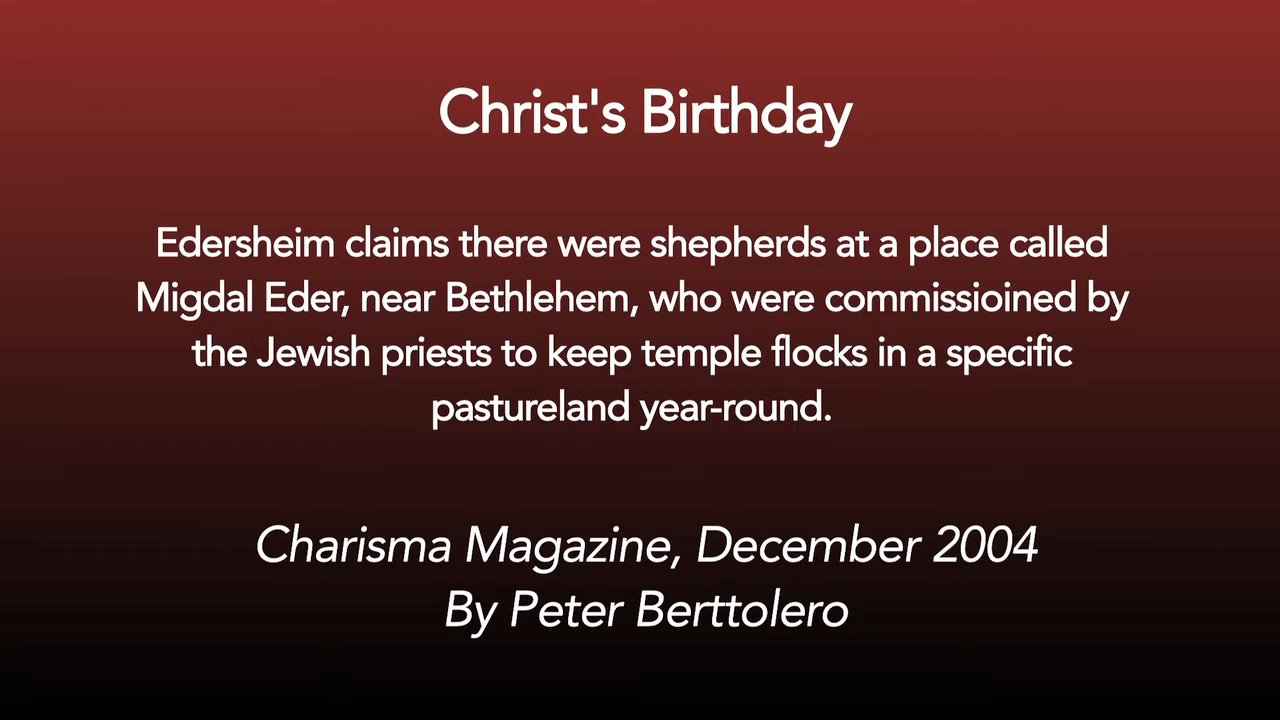 Christ's Birthday
Edersheim claims there were shepherds at a place called
Migdal Eder, near Bethlehem, who were commissioined by
the Jewish priests to keep temple flocks in a specific
pastureland year-round.
Charisma Magazine, December 2004
By Peter Berttolero